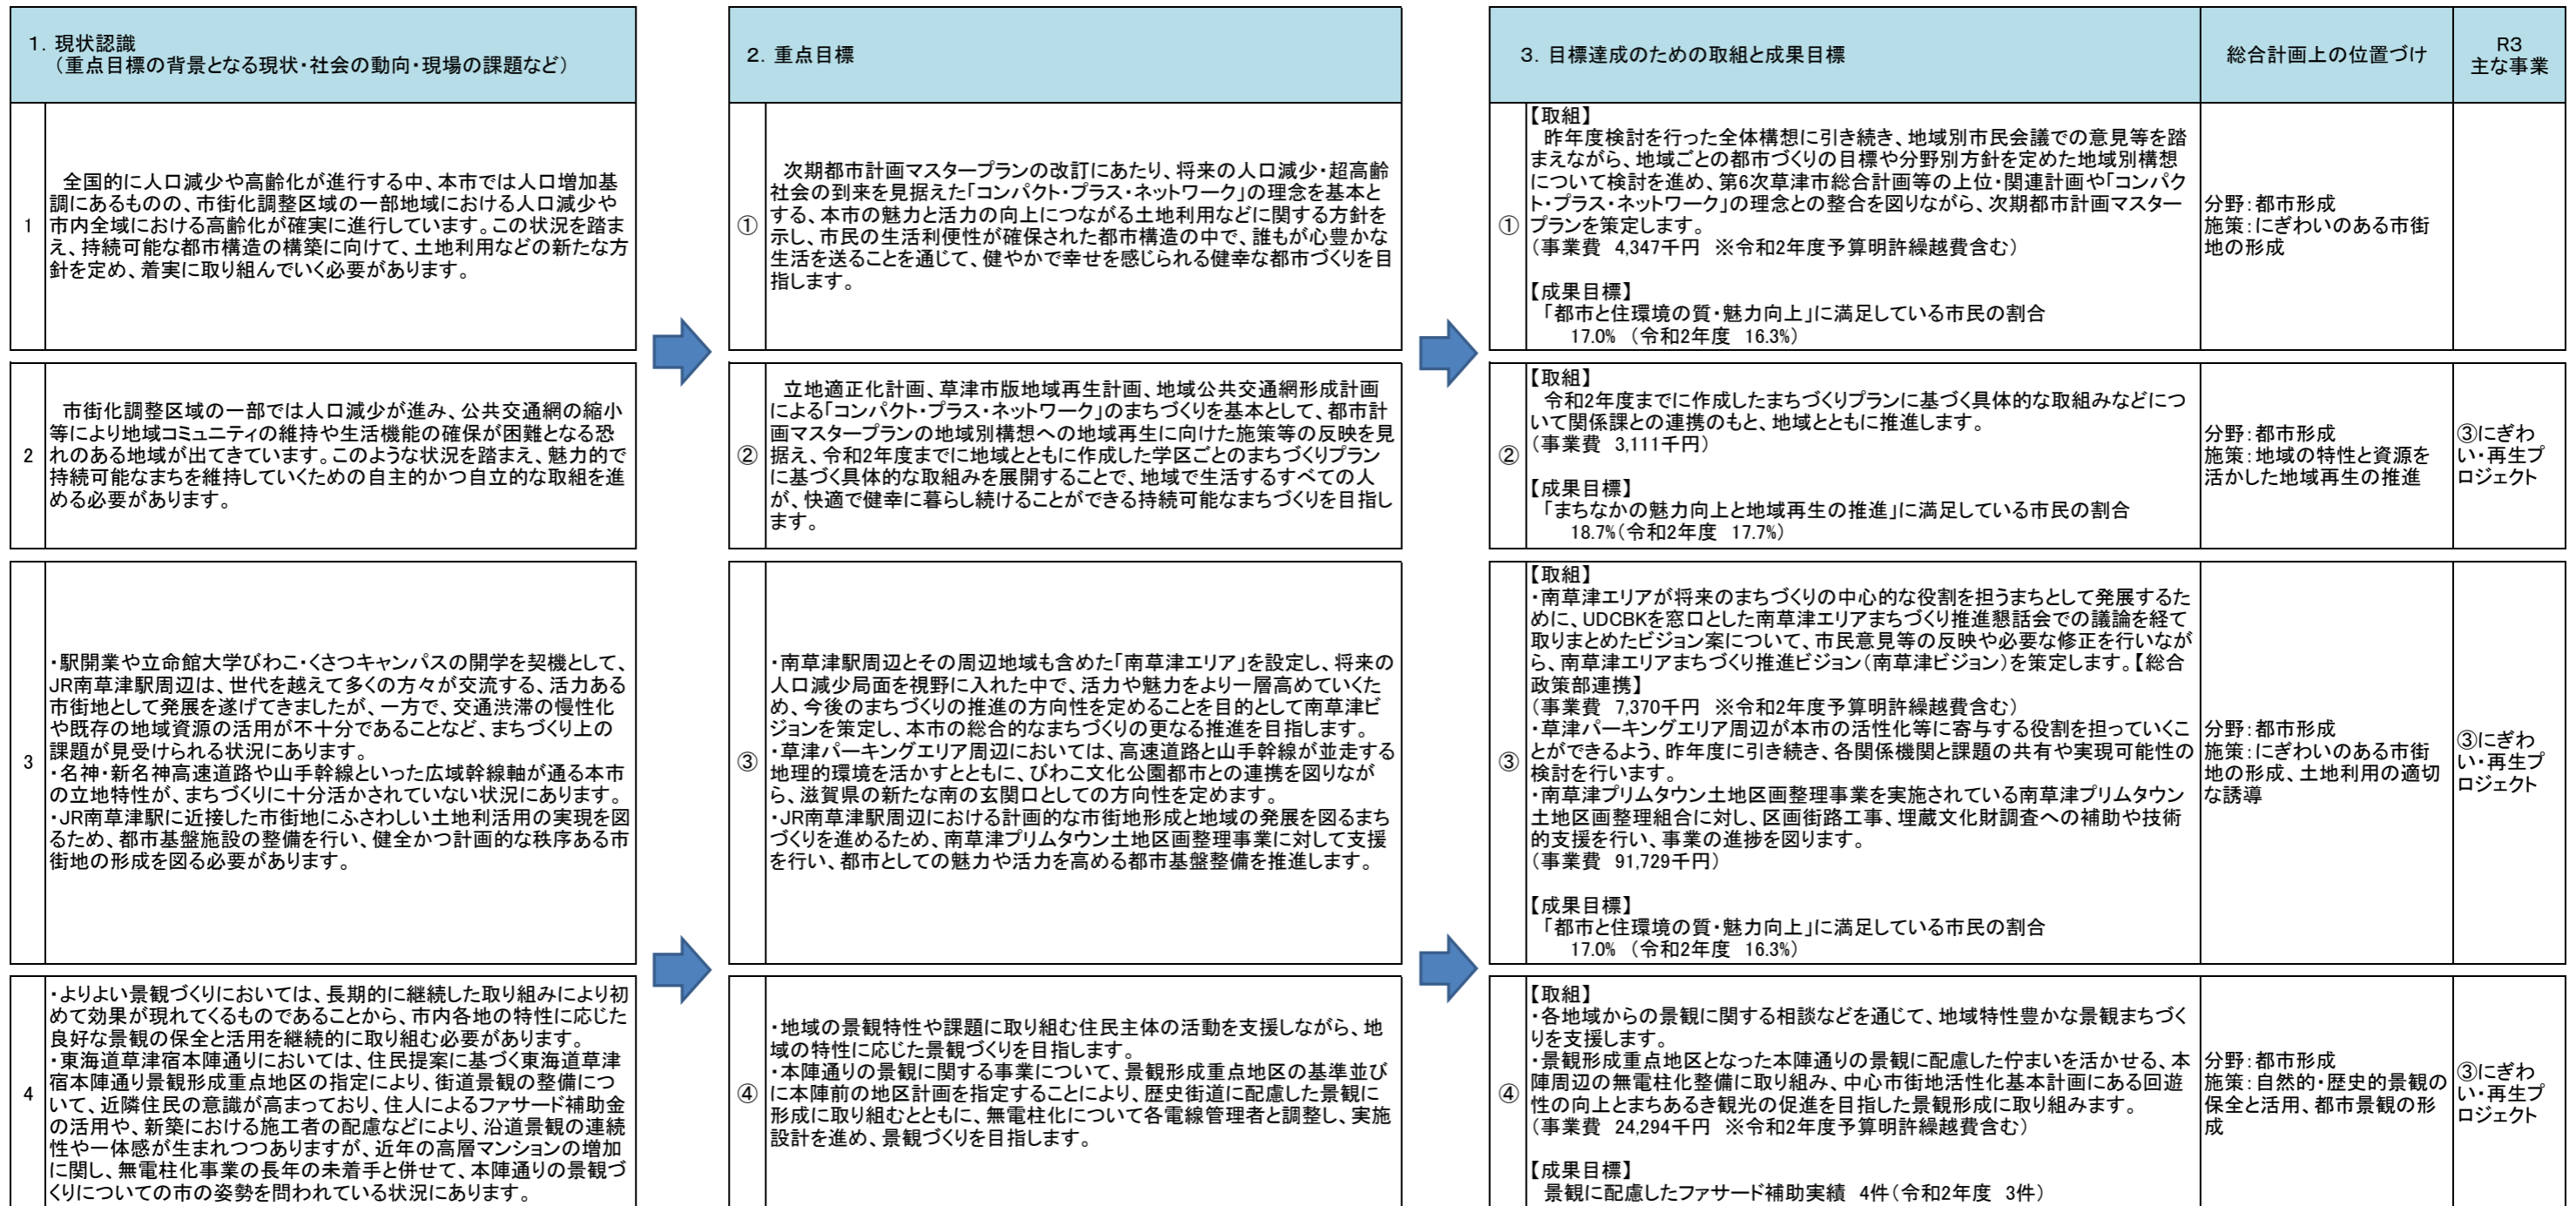 1．現状認識
（重点目標の背景となる現状・社会の動向・現場の課題など）
2．重点目標
3．目標達成のための取組と成果目標
総合計画上の位置づけ
R3
主な事業
1
全国的に人口減少や高齢化が進行する中、本市では人口増加基
調にあるものの、市街化調整区域の一部地域における人口減少や
市内全域における高齢化が確実に進行しています。この状況を踏ま
え、持続可能な都市構造の構築に向けて、土地利用などの新たな方
針を定め、着実に取り組んでいく必要があります。
①
次期都市計画マスタープランの改訂にあたり、将来の人口減少・超高齢
社会の到来を見据えた「コンパクト・プラス・ネットワーク」の理念を基本と
する、本市の魅力と活力の向上につながる土地利用などに関する方針を
示し、市民の生活利便性が確保された都市構造の中で、誰もが心豊かな
生活を送ることを通じて、健やかで幸せを感じられる健幸な都市づくりを目
指します。
①
【取組】
昨年度検討を行った全体構想に引き続き、地域別市民会議での意見等を踏
まえながら、地域ごとの都市づくりの目標や分野別方針を定めた地域別構想
について検討を進め、第6次草津市総合計画等の上位・関連計画や「コンパク
ト・プラス・ネットワーク」の理念との整合を図りながら、次期都市計画マスター
プランを策定します。
（事業費 4,347千円 ※令和2年度予算明許繰越費含む）
【成果目標】
「都市と住環境の質・魅力向上」に満足している市民の割合
17.0% （令和2年度 16.3%）
分野：都市形成
施策：にぎわいのある市街
地の形成
2
市街化調整区域の一部では人口減少が進み、公共交通網の縮小
等により地域コミュニティの維持や生活機能の確保が困難となる恐
れのある地域が出てきています。このような状況を踏まえ、魅力的で
持続可能なまちを維持していくための自主的かつ自立的な取組を進
める必要があります。
②
立地適正化計画、草津市版地域再生計画、地域公共交通網形成計画
による「コンパクト・プラス・ネットワーク」のまちづくりを基本として、都市計
画マスタープランの地域別構想への地域再生に向けた施策等の反映を見
据え、令和2年度までに地域とともに作成した学区ごとのまちづくりプラン
に基づく具体的な取組みを展開することで、地域で生活するすべての人
が、快適で健幸に暮らし続けることができる持続可能なまちづくりを目指し
ます。
②
【取組】
令和2年度までに作成したまちづくりプランに基づく具体的な取組みなどにつ
いて関係課との連携のもと、地域とともに推進します。
（事業費 3,111千円）
【成果目標】
「まちなかの魅力向上と地域再生の推進」に満足している市民の割合
18.7%（令和2年度 17.7%）
分野：都市形成
施策：地域の特性と資源を
活かした地域再生の推進
③にぎわ
い・再生プ
ロジェクト
3
・駅開業や立命館大学びわこ・くさつキャンパスの開学を契機として、
JR南草津駅周辺は、世代を越えて多くの方々が交流する、活力ある
市街地として発展を遂げてきましたが、一方で、交通渋滞の慢性化
や既存の地域資源の活用が不十分であることなど、まちづくり上の
課題が見受けられる状況にあります。
・名神・新名神高速道路や山手幹線といった広域幹線軸が通る本市
の立地特性が、まちづくりに十分活かされていない状況にあります。
・JR南草津駅に近接した市街地にふさわしい土地利活用の実現を図
るため、都市基盤施設の整備を行い、健全かつ計画的な秩序ある市
街地の形成を図る必要があります。
③
・南草津駅周辺とその周辺地域も含めた「南草津エリア」を設定し、将来の
人口減少局面を視野に入れた中で、活力や魅力をより一層高めていくた
め、今後のまちづくりの推進の方向性を定めることを目的として南草津ビ
ジョンを策定し、本市の総合的なまちづくりの更なる推進を目指します。
・草津パーキングエリア周辺においては、高速道路と山手幹線が並走する
地理的環境を活かすとともに、びわこ文化公園都市との連携を図りなが
ら、滋賀県の新たな南の玄関口としての方向性を定めます。
・JR南草津駅周辺における計画的な市街地形成と地域の発展を図るまち
づくりを進めるため、南草津プリムタウン土地区画整理事業に対して支援
を行い、都市としての魅力や活力を高める都市基盤整備を推進します。
③
【取組】
・南草津エリアが将来のまちづくりの中心的な役割を担うまちとして発展するた
めに、UDCBKを窓口とした南草津エリアまちづくり推進懇話会での議論を経て
取りまとめたビジョン案について、市民意見等の反映や必要な修正を行いなが
ら、南草津エリアまちづくり推進ビジョン（南草津ビジョン）を策定します。【総合
政策部連携】
（事業費 7,370千円 ※令和2年度予算明許繰越費含む）
・草津パーキングエリア周辺が本市の活性化等に寄与する役割を担っていくこ
とができるよう、昨年度に引き続き、各関係機関と課題の共有や実現可能性の
検討を行います。
・南草津プリムタウン土地区画整理事業を実施されている南草津プリムタウン
土地区画整理組合に対し、区画街路工事、埋蔵文化財調査への補助や技術
的支援を行い、事業の進捗を図ります。
（事業費 91,729千円）
【成果目標】
「都市と住環境の質・魅力向上」に満足している市民の割合
17.0% （令和2年度 16.3%）
分野：都市形成
施策：にぎわいのある市街
地の形成、土地利用の適切
な誘導
③にぎわ
い・再生プ
ロジェクト
4
・よりよい景観づくりにおいては、長期的に継続した取り組みにより初
めて効果が現れてくるものであることから、市内各地の特性に応じた
良好な景観の保全と活用を継続的に取り組む必要があります。
・東海道草津宿本陣通りにおいては、住民提案に基づく東海道草津
宿本陣通り景観形成重点地区の指定により、街道景観の整備につ
いて、近隣住民の意識が高まっており、住人によるファサード補助金
の活用や、新築における施工者の配慮などにより、沿道景観の連続
性や一体感が生まれつつありますが、近年の高層マンションの増加
に関し、無電柱化事業の長年の未着手と併せて、本陣通りの景観づ
くりについての市の姿勢を問われている状況にあります。
④
・地域の景観特性や課題に取り組む住民主体の活動を支援しながら、地
域の特性に応じた景観づくりを目指します。
・本陣通りの景観に関する事業について、景観形成重点地区の基準並び
に本陣前の地区計画を指定することにより、歴史街道に配慮した景観に
形成に取り組むとともに、無電柱化について各電線管理者と調整し、実施
設計を進め、景観づくりを目指します。
④
【取組】
・各地域からの景観に関する相談などを通じて、地域特性豊かな景観まちづく
りを支援します。
・景観形成重点地区となった本陣通りの景観に配慮した佇まいを活かせる、本
陣周辺の無電柱化整備に取り組み、中心市街地活性化基本計画にある回遊
性の向上とまちあるき観光の促進を目指した景観形成に取り組みます。
（事業費 24,294千円 ※令和2年度予算明許繰越費含む）
【成果目標】
景観に配慮したファサード補助実績 4件（令和2年度 3件）
分野：都市形成
施策：自然的・歴史的景観の
保全と活用、都市景観の形
成
③にぎわ
い・再生プ
ロジェクト